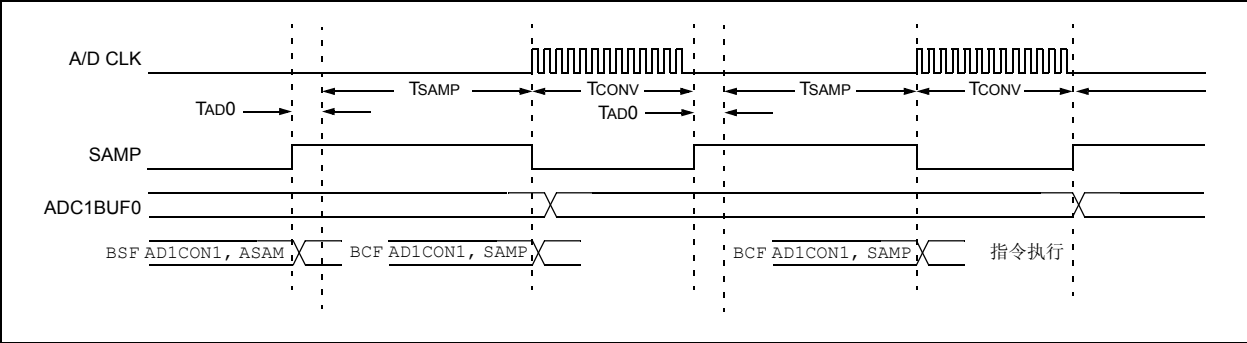 A/D CLK
TSAMP TCONV TSAMP TCONV
TAD0 TAD0
SAMP
ADC1BUF0
BSF AD1CON1, ASAM BCF AD1CON1, SAMP BCF AD1CON1, SAMP 指令执行